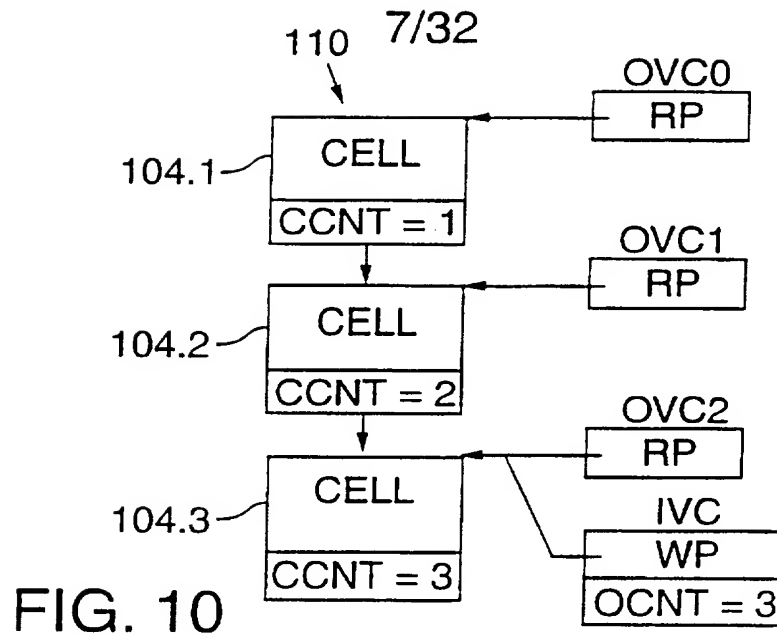 7/32
110
OVC0
RP
CELL
104.1
CCNT = 1
OVC1
RP
CELL
104.2
CCNT = 2
OVC2
RP
CELL
104.3
CCNT = 3
IVC
WP
OCNT = 3
FIG. 10